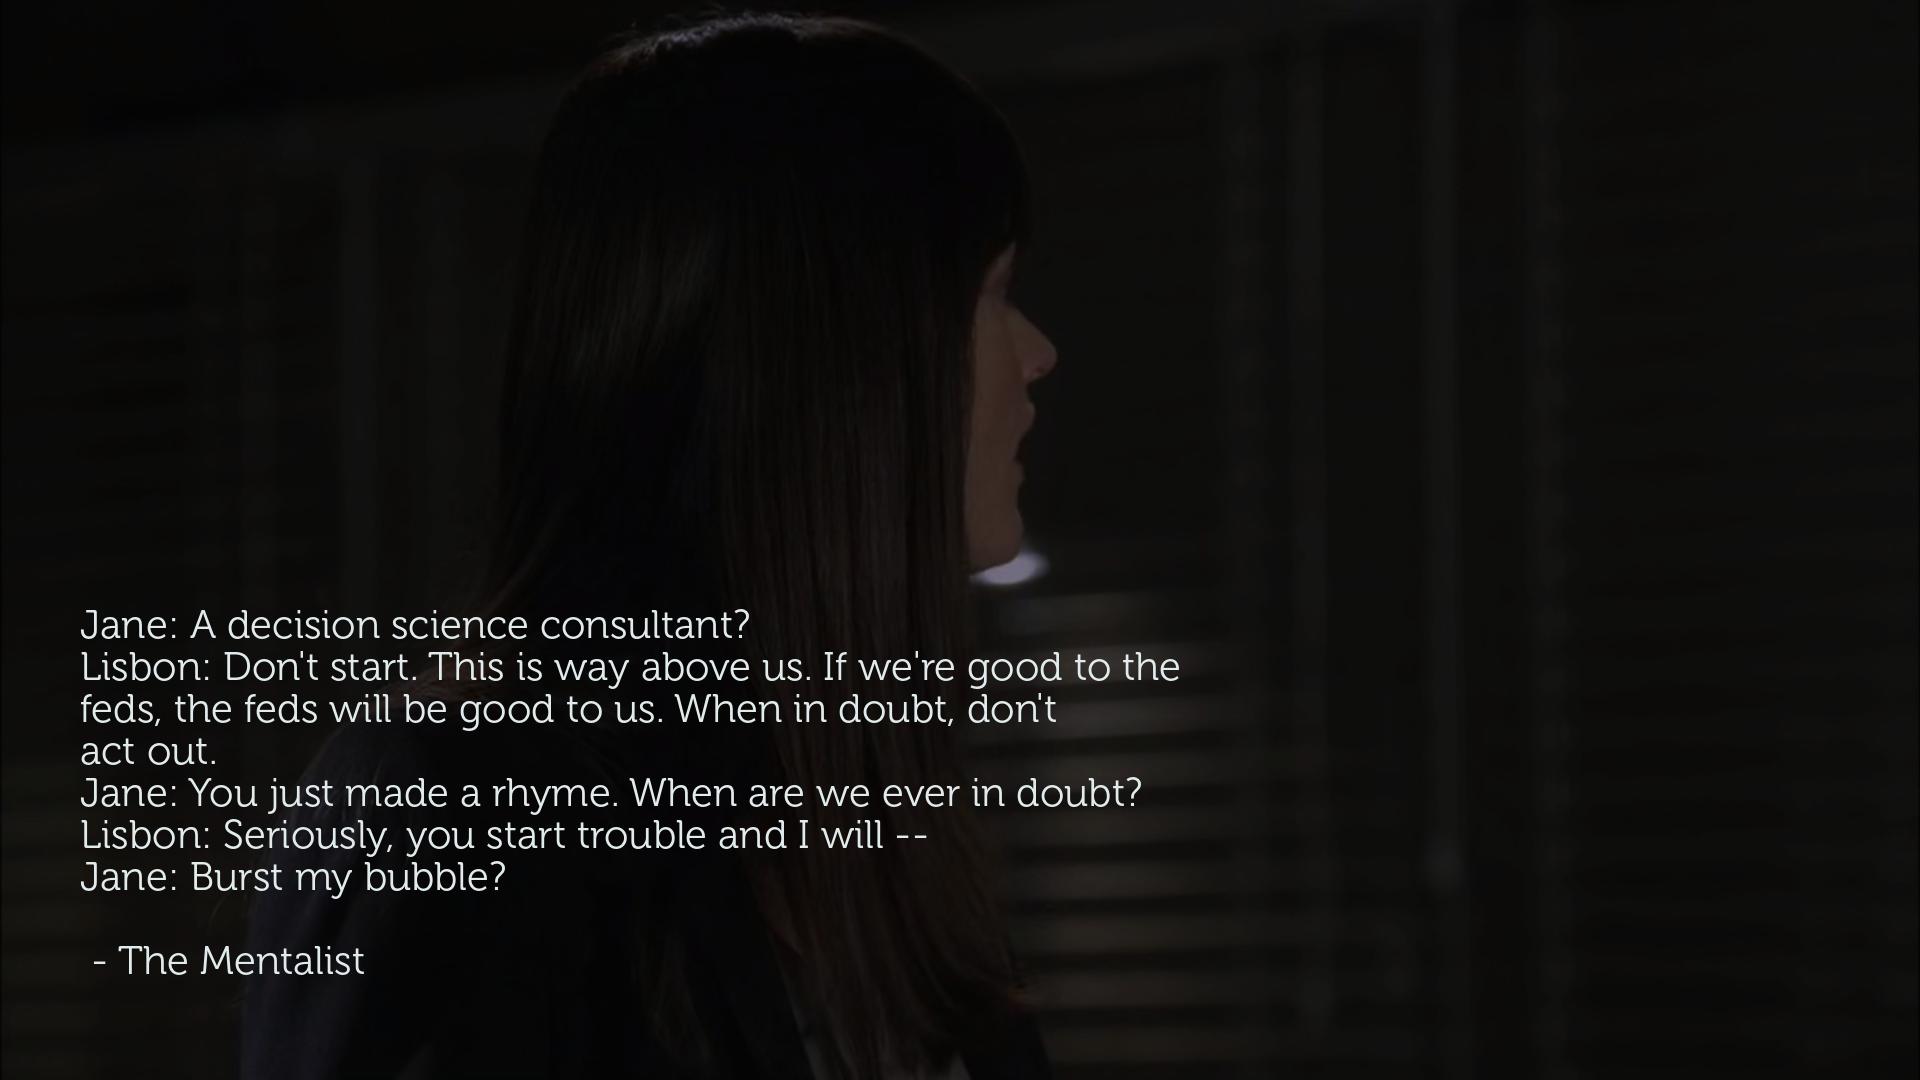 Jane: A decision science consultant?
Lisbon: Don't start. This is way above us. If we're good to the
feds, the feds will be good to us. When in doubt, don't
act out.
Jane: You just made a rhyme. When are we ever in doubt?
Lisbon: Seriously, you start trouble and I will --
Jane: Burst my bubble?
- The Mentalist